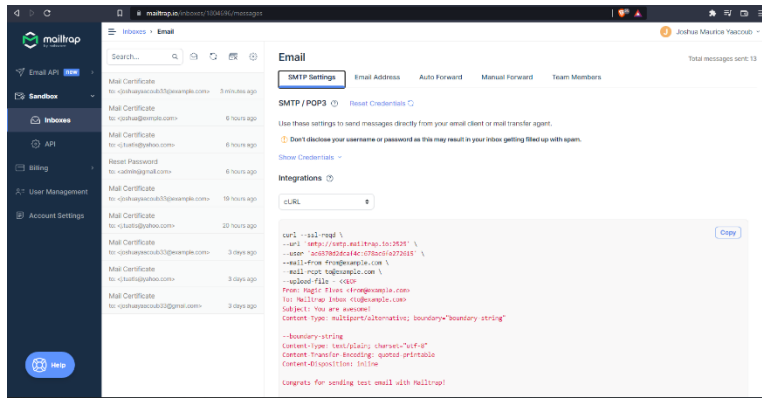 mailtrap.io/inboxes/1804696/messages
mailtrap
Email API new
Sandbox
Inboxes
API
Billing
User Management
Account Settings
Help
Inboxes > Email
Joshua Maurice Yaacoub
Search...
Mail Certificate
to: <joshuayaacoub33@example.com> 3 minutes ago
Mail Certificate
to: <joshua@exmple.com> 6 hours ago
Mail Certificate
to: <j.tustis@yahoo.com> 6 hours ago
Reset Password
to: <admin@gmail.com> 6 hours ago
Mail Certificate
to: <joshuayaacoub33@example.com> 19 hours ago
Mail Certificate
to: <j.tustis@yahoo.com> 20 hours ago
Mail Certificate
to: <joshuayaacoub33@example.com> 3 days ago
Mail Certificate
to: <j.tustis@yahoo.com> 3 days ago
Mail Certificate
to: <joshuayaacoub33@gmail.com> 3 days ago
Email
Total messages sent: 13
SMTP Settings Email Address Auto Forward Manual Forward Team Members
SMTP / POP3 Reset Credentials
Use these settings to send messages directly from your email client or mail transfer agent.
Don't disclose your username or password as this may result in your inbox getting filled up with spam.
Show Credentials
Integrations
cURL
Copy
curl --ssl-reqd \
--url 'smtp://smtp.mailtrap.io:2525' \
--mail-from from@example.com \
--mail-rcpt to@example.com \
--upload-file - <<EOF
From: Magic Elves <from@example.com>
To: Mailtrap Inbox <to@example.com>
Subject: You are awesome!
Content-Type: multipart/alternative; boundary="boundary-string"
--boundary-string
Content-Type: text/plain; charset="utf-8"
Content-Transfer-Encoding: quoted-printable
Content-Disposition: inline
Congrats for sending test email with Mailtrap!